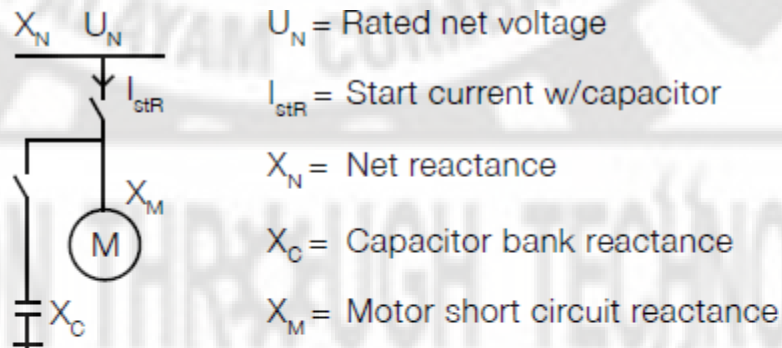 X_N U_N
U_N = Rated net voltage
I_stR
I_stR = Start current w/capacitor
X_N = Net reactance
X_M
M
X_C = Capacitor bank reactance
X_C
X_M = Motor short circuit reactance